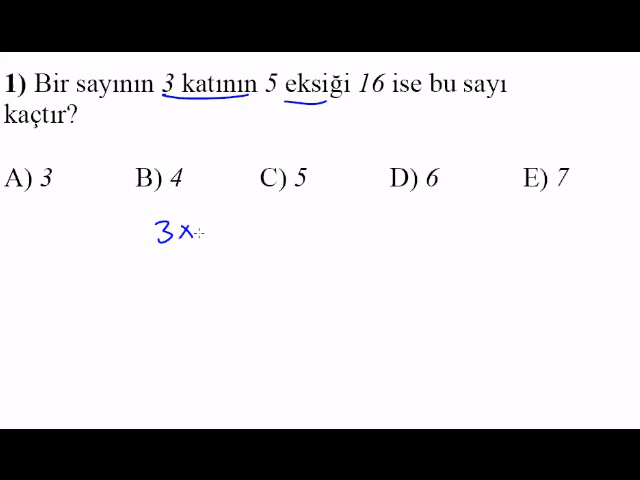 1) Bir sayının 3 katının 5 eksiği 16 ise bu sayı
kaçtır?
A) 3 B) 4 C) 5 D) 6 E) 7
3x